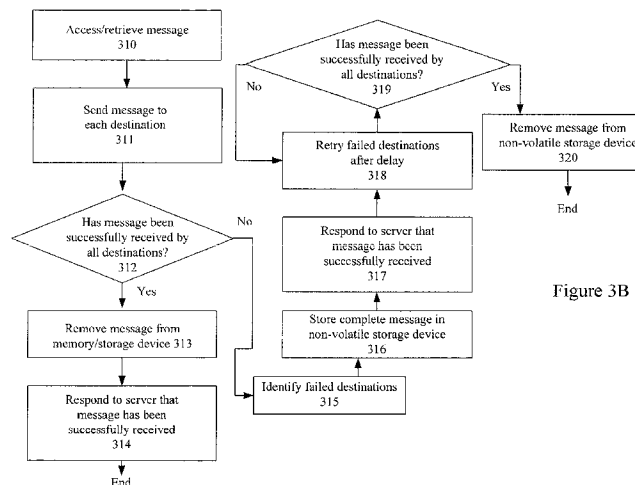 Access/retrieve message
310
Send message to
each destination
311
Has message been
successfully received by
all destinations?
312
No
Yes
Remove message from
memory/storage device 313
Respond to server that
message has been
successfully received
314
End
Identify failed destinations
315
Store complete message in
non-volatile storage device
316
Respond to server that
message has been
successfully received
317
Retry failed destinations
after delay
318
Has message been
successfully received by
all destinations?
319
No
Yes
Remove message from
non-volatile storage device
320
End
Figure 3B